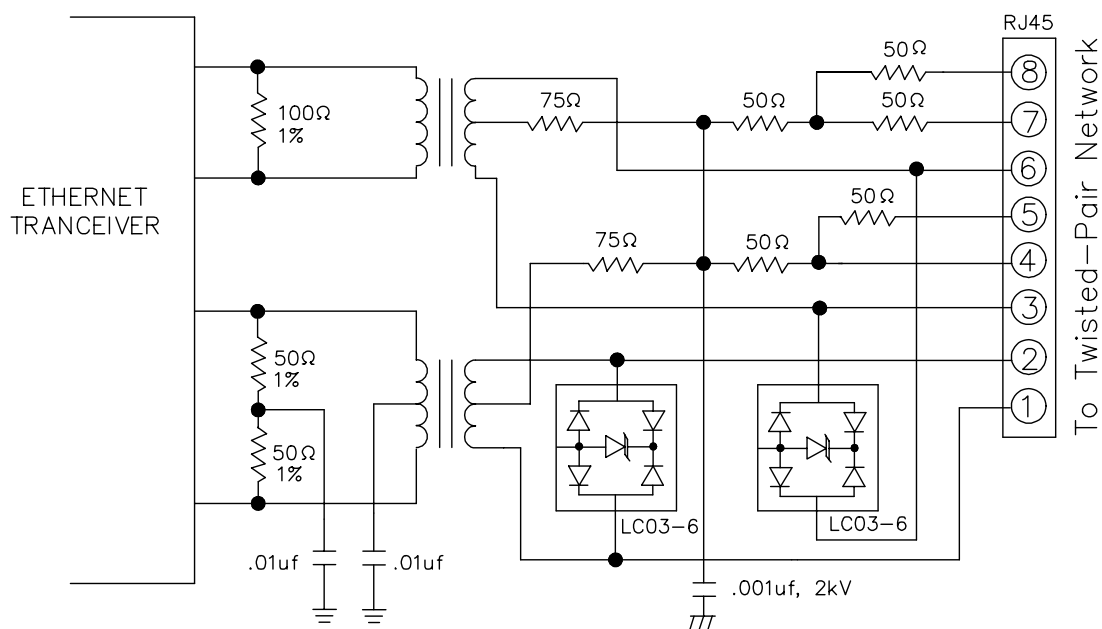 RJ45
50Ω
8
75Ω
50Ω
50Ω
7
100Ω
1%
6
ETHERNET
TRANCEIVER
50Ω
5
75Ω
50Ω
4
3
50Ω
1%
2
1
50Ω
1%
LC03-6
LC03-6
.01uf
.01uf
.001uf, 2kV
To Twisted-Pair Network